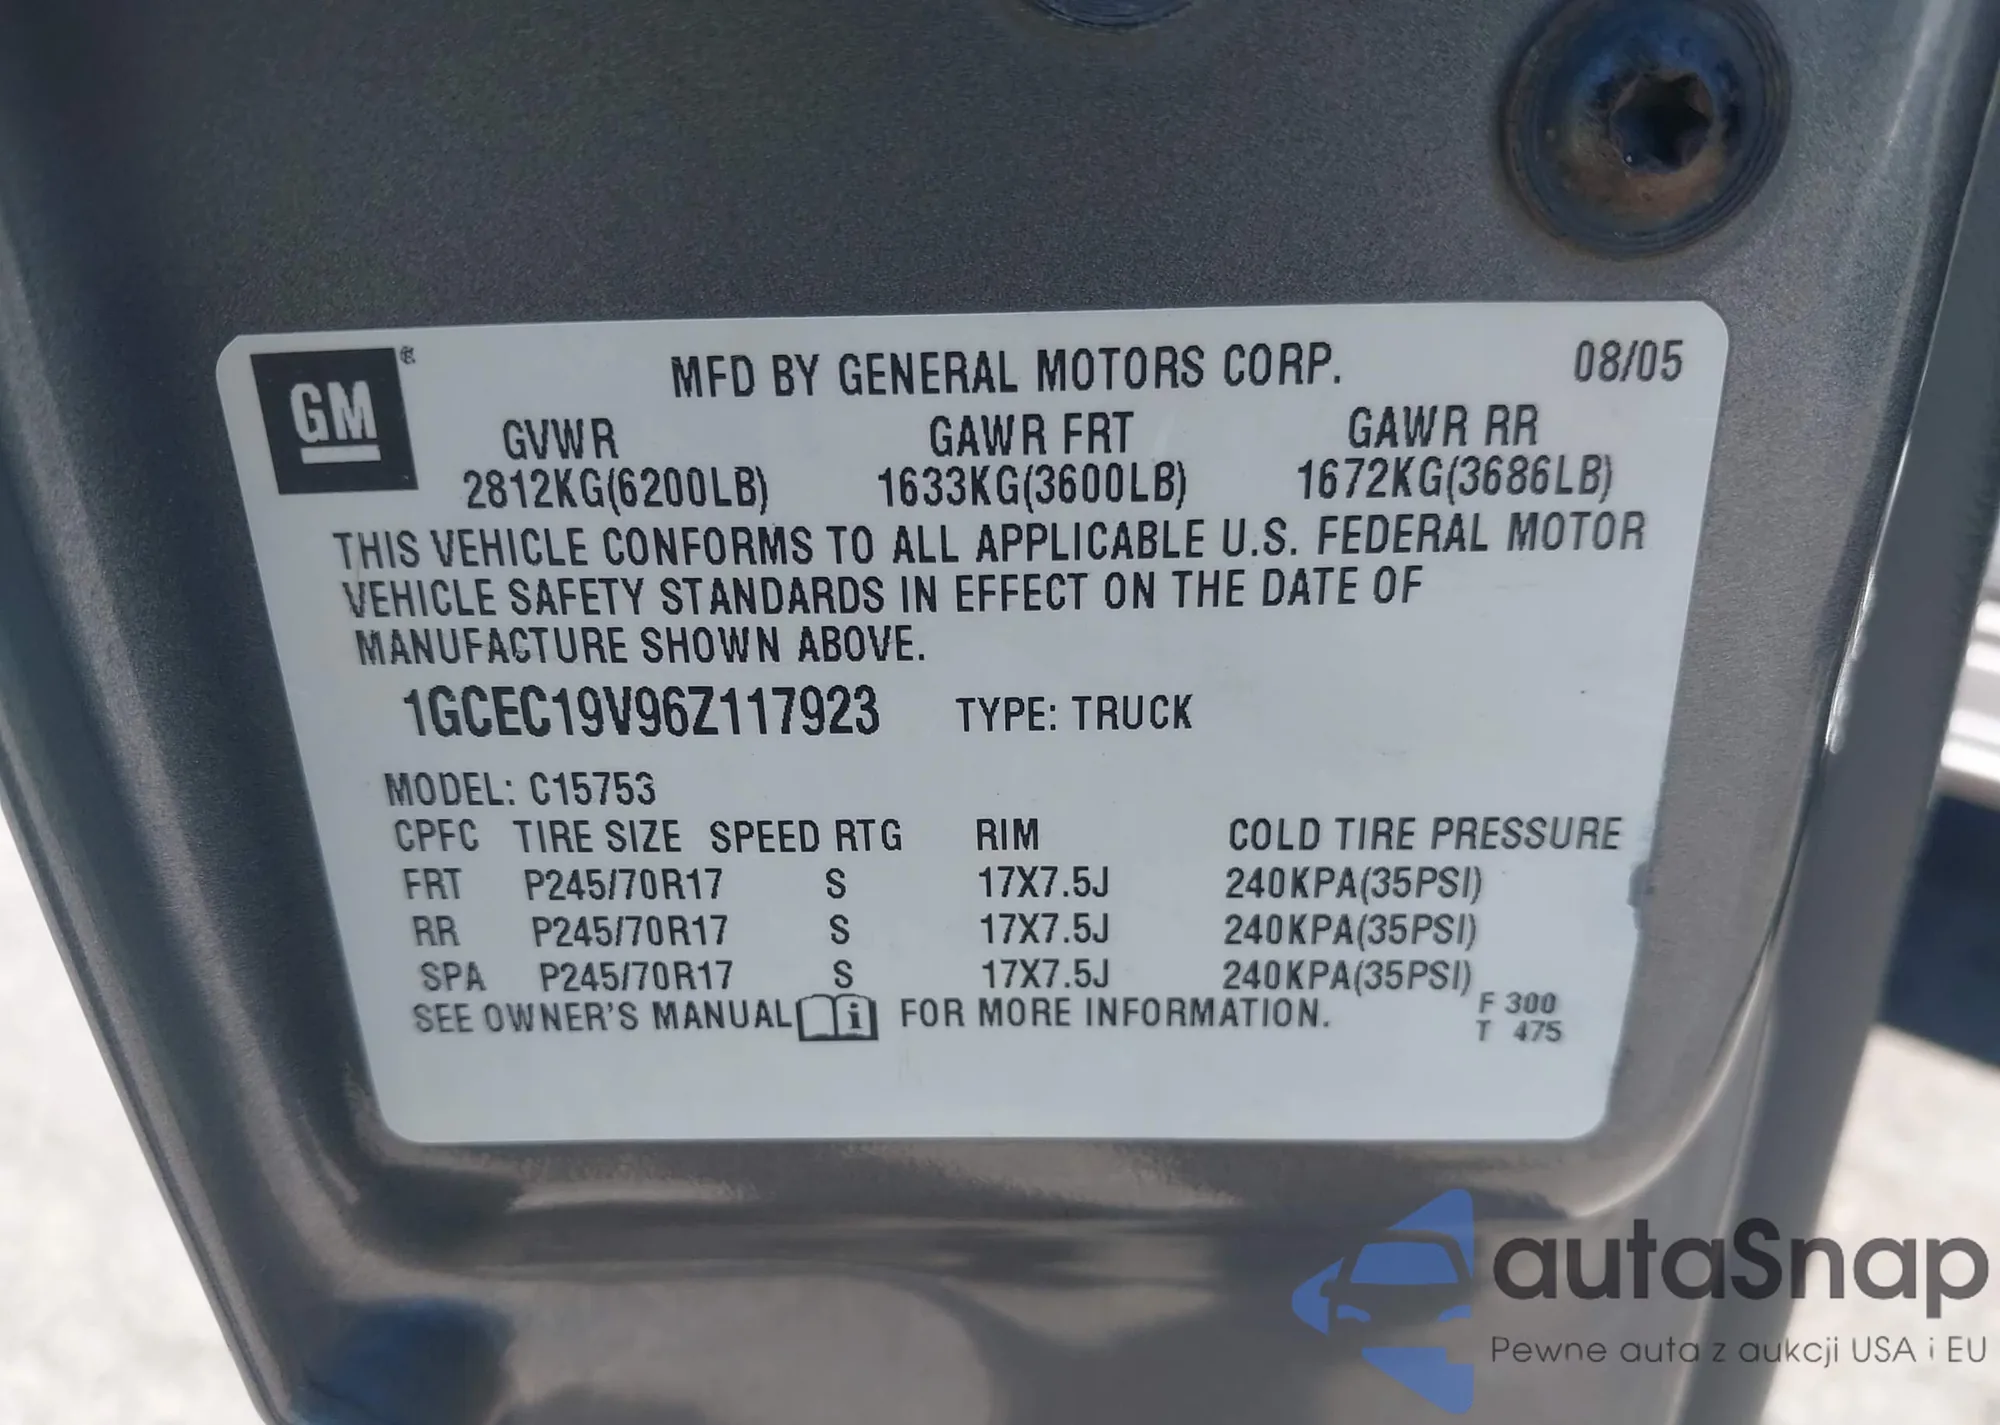 GM ®
MFD BY GENERAL MOTORS CORP. 08/05
GVWR GAWR FRT GAWR RR
2812KG(6200LB) 1633KG(3600LB) 1672KG(3686LB)
THIS VEHICLE CONFORMS TO ALL APPLICABLE U.S. FEDERAL MOTOR
VEHICLE SAFETY STANDARDS IN EFFECT ON THE DATE OF
MANUFACTURE SHOWN ABOVE.
1GCEC19V96Z117923 TYPE: TRUCK
MODEL: C15753
CPFC TIRE SIZE SPEED RTG RIM COLD TIRE PRESSURE
FRT P245/70R17 S 17X7.5J 240KPA(35PSI)
RR P245/70R17 S 17X7.5J 240KPA(35PSI)
SPA P245/70R17 S 17X7.5J 240KPA(35PSI)
SEE OWNER'S MANUAL i FOR MORE INFORMATION.
F 300
T 475
autaSnap
Pewne auta z aukcji USA i EU